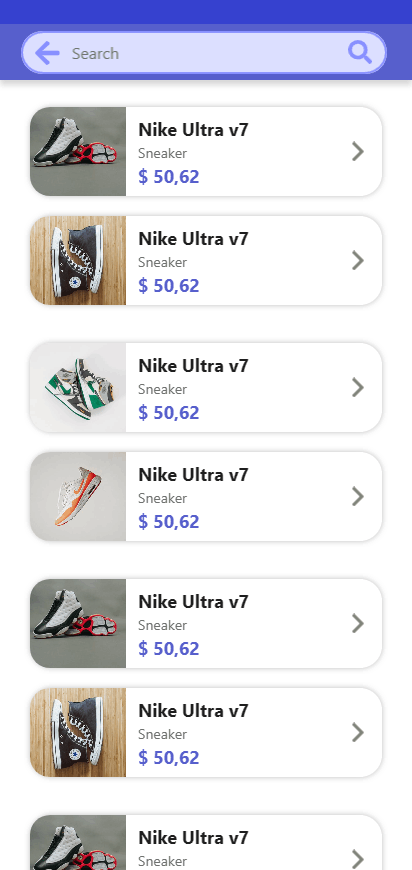 Search
Nike Ultra v7
Sneaker
$ 50,62
Nike Ultra v7
Sneaker
$ 50,62
Nike Ultra v7
Sneaker
$ 50,62
Nike Ultra v7
Sneaker
$ 50,62
Nike Ultra v7
Sneaker
$ 50,62
Nike Ultra v7
Sneaker
$ 50,62
Nike Ultra v7
Sneaker